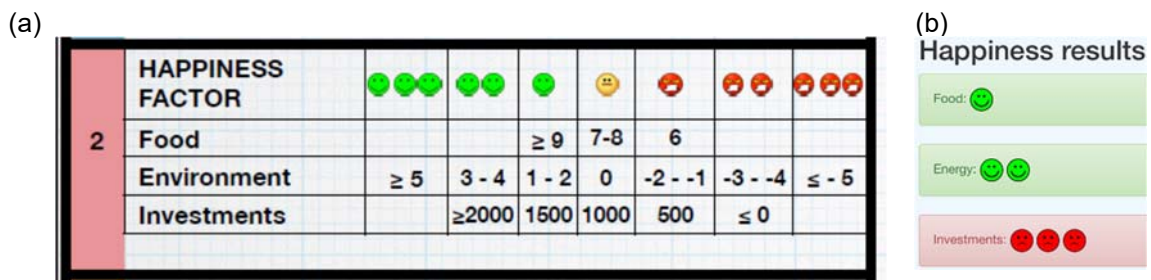 (a)
HAPPINESS
FACTOR
2
Food ≥ 9 7-8 6
Environment ≥ 5 3 - 4 1 - 2 0 -2 - -1 -3 - -4 ≤ - 5
Investments ≥2000 1500 1000 500 ≤ 0
(b)
Happiness results
Food:
Energy:
Investments: